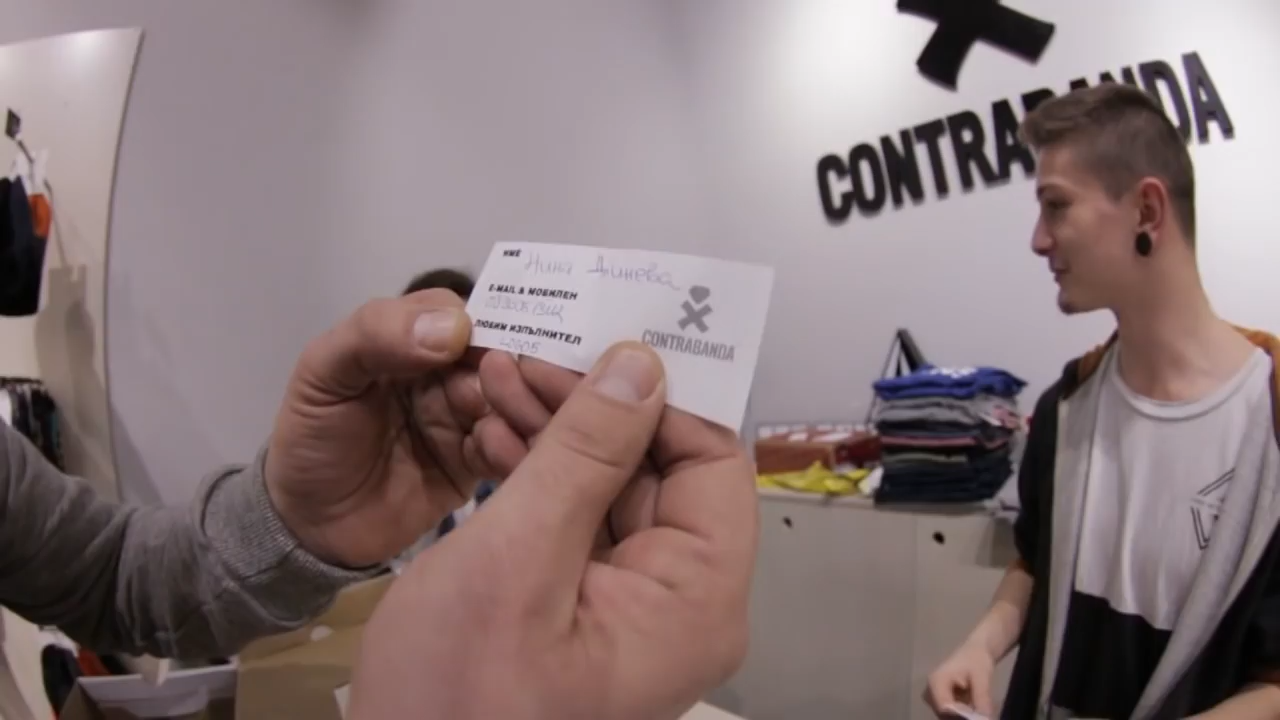 CONTRABANDA
ИМЕ Нина Динева
E-MAIL & МОБИЛЕН
ЛЮБИМ ИЗПЪЛНИТЕЛ
CONTRABANDA